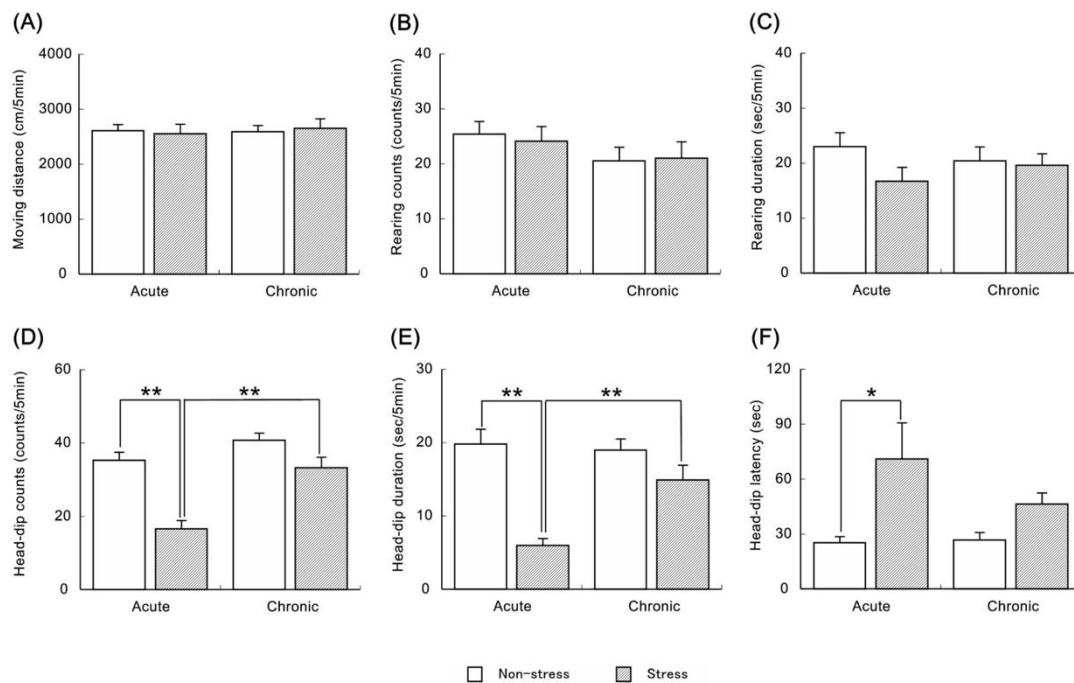 (A)
Moving distance (cm/5min)
4000
3000
2000
1000
0
Acute Chronic
(B)
Rearing counts (counts/5min)
40
30
20
10
0
Acute Chronic
(C)
Rearing duration (sec/5min)
40
30
20
10
0
Acute Chronic
(D)
Head-dip counts (counts/5min)
60
40
20
0
** **
Acute Chronic
(E)
Head-dip duration (sec/5min)
30
20
10
0
** **
Acute Chronic
(F)
Head-dip latency (sec)
120
90
60
30
0
*
Acute Chronic
Non-stress Stress